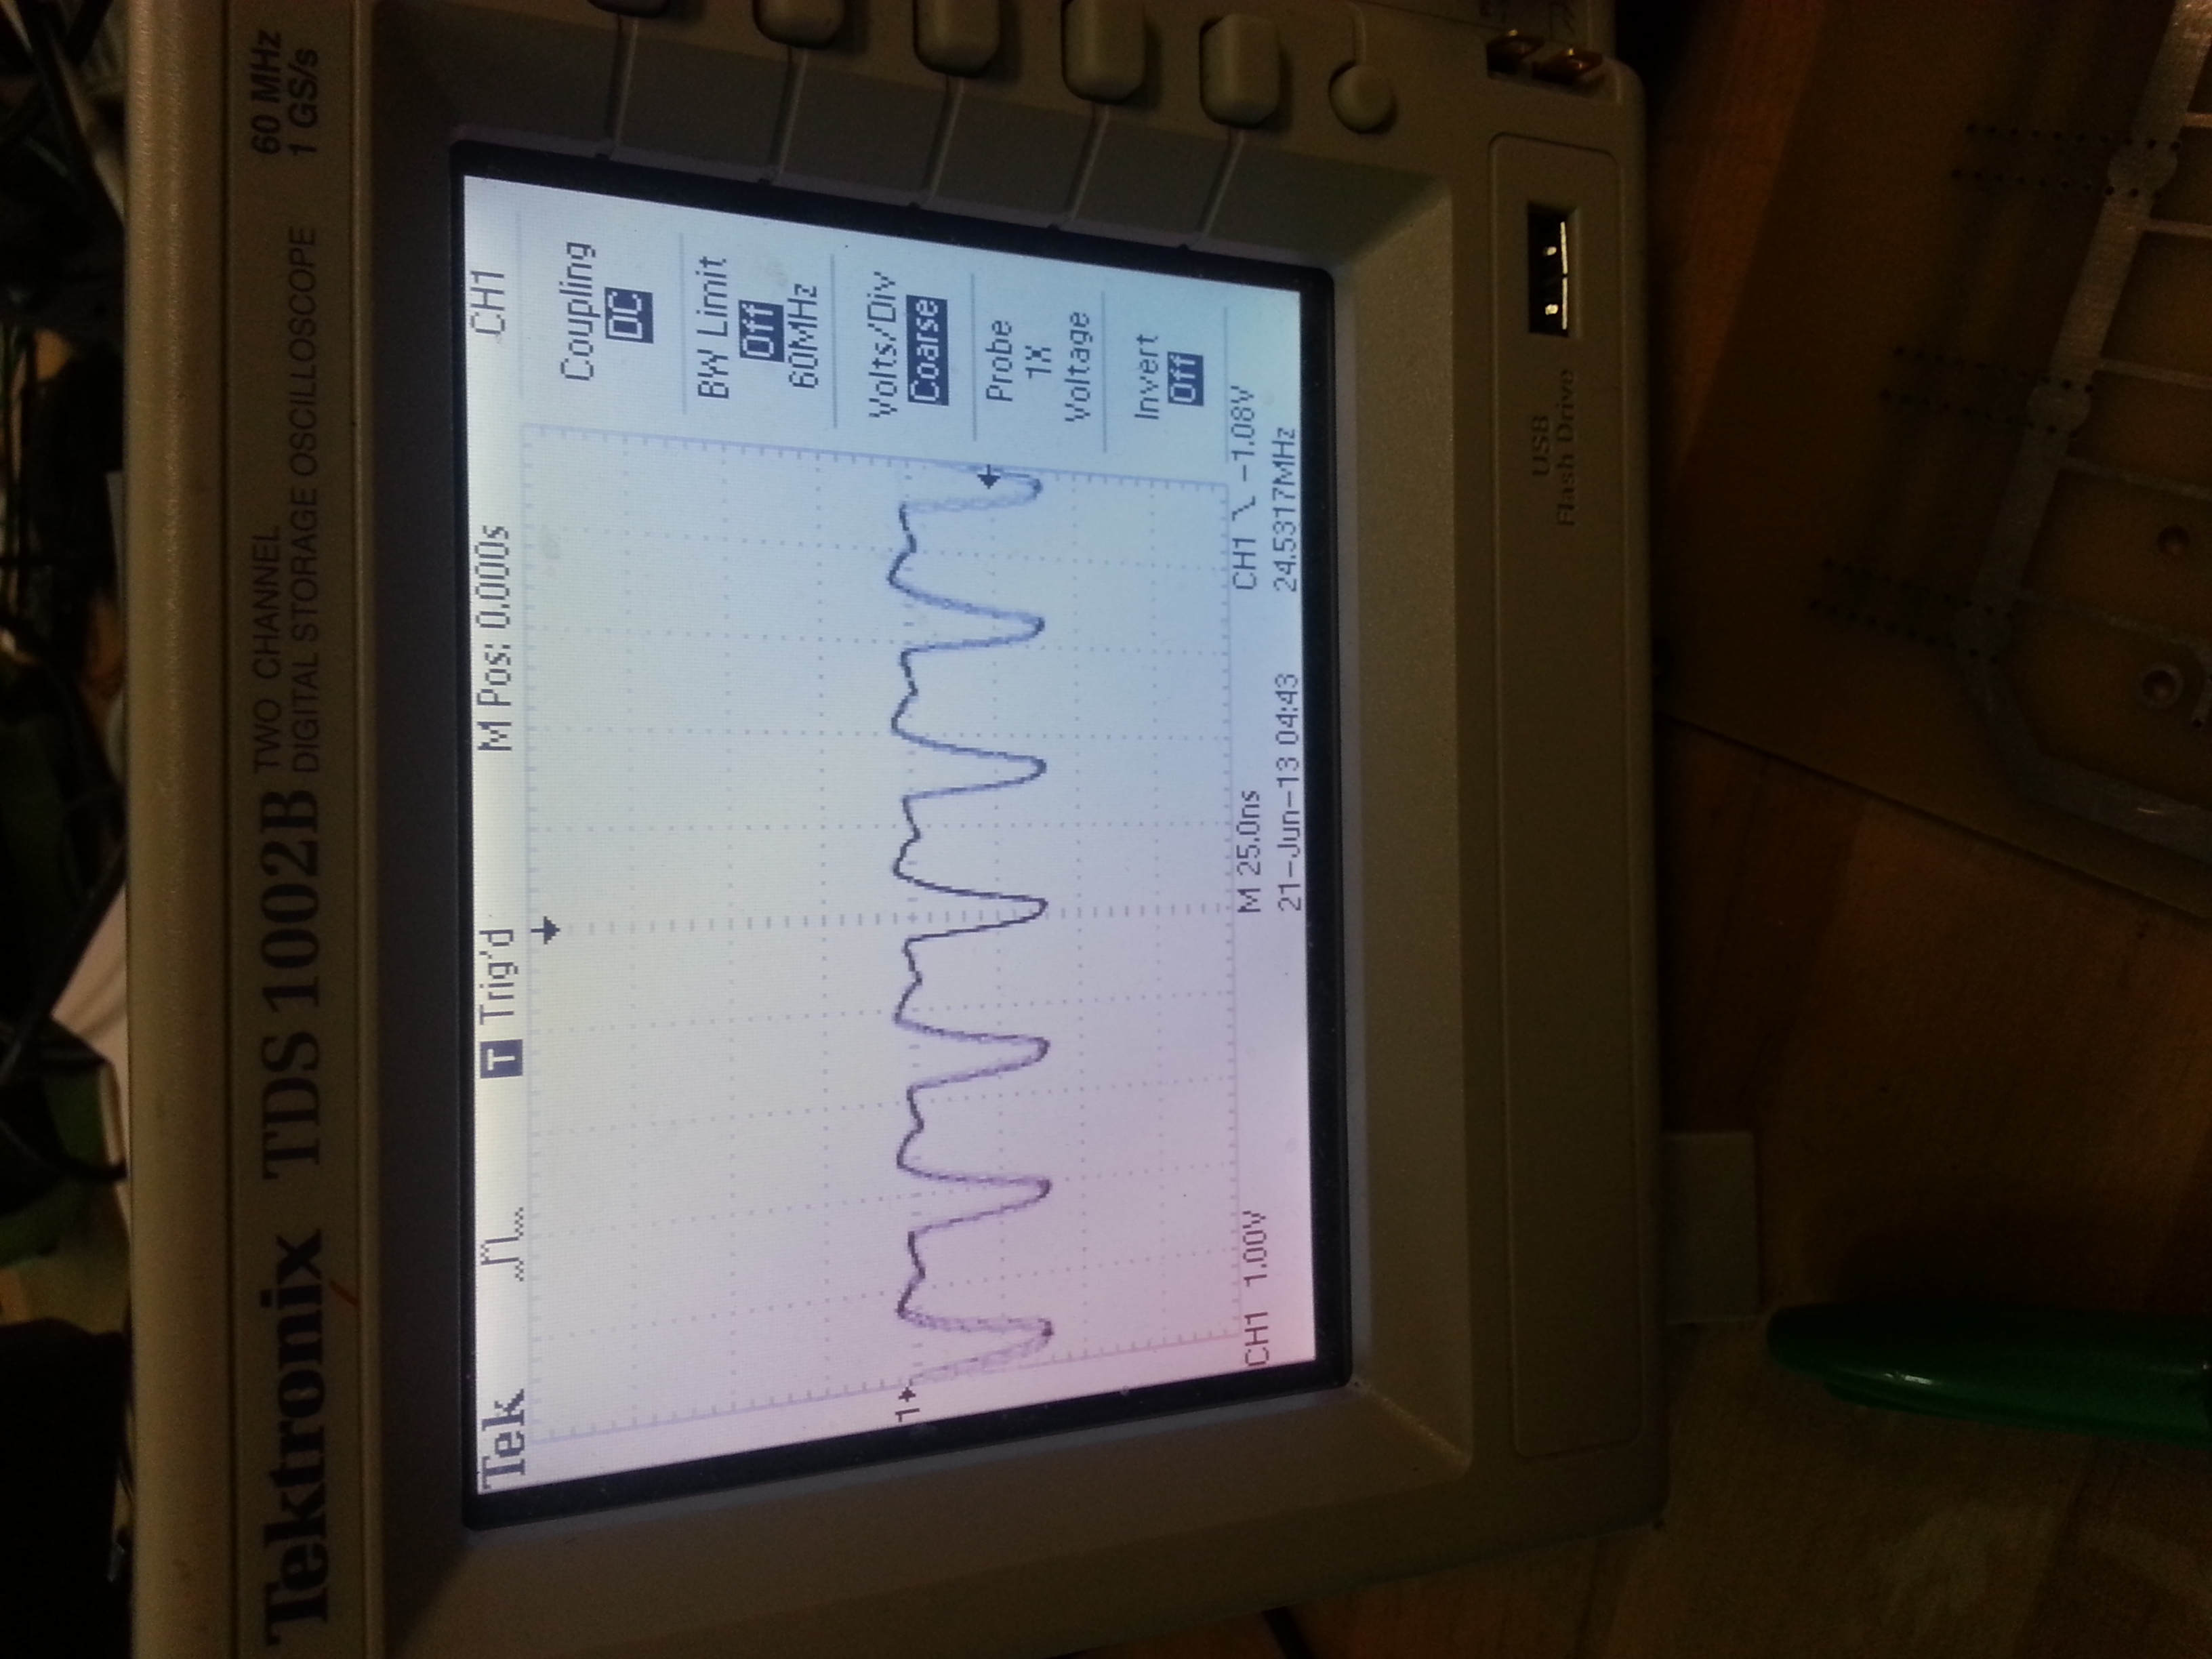 Tektronix TDS 1002B TWO CHANNEL DIGITAL STORAGE OSCILLOSCOPE
60 MHz
1 GS/s
Tek T Trig'd M Pos: 0.000s CH1
Coupling
DC
BW Limit
Off
60MHz
Volts/Div
Coarse
1
Probe
1X
Voltage
Invert
Off
CH1 1.00V M 25.0ns CH1 -1.08V
21-Jun-13 04:43 24.5317MHz
USB
Flash Drive